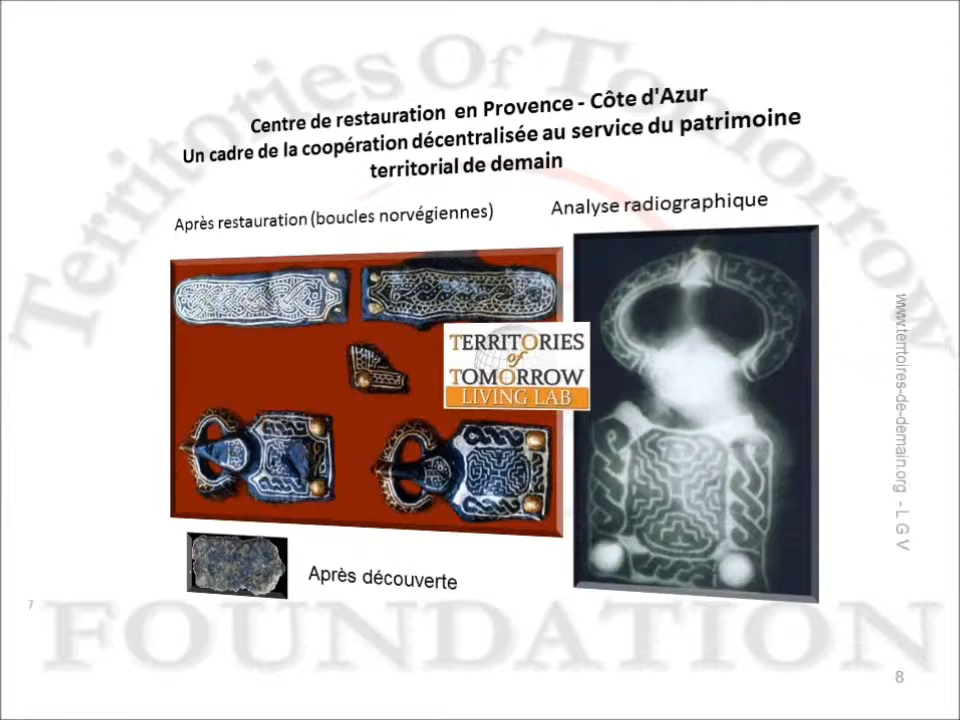 Territories Of Tomorrow
Centre de restauration en Provence - Côte d'Azur
Un cadre de la coopération décentralisée au service du patrimoine
territorial de demain
Après restauration (boucles norvégiennes)
Analyse radiographique
TERRITORIES
of
TOMORROW
LIVING LAB
www.territoires-de-demain.org - L G V
Après découverte
7
FOUNDATION
8